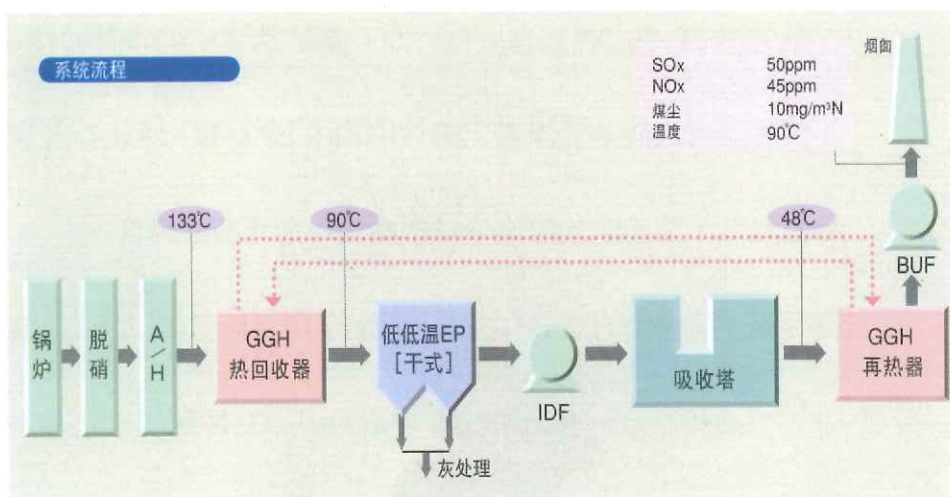 系统流程
烟囱
SOx 50ppm
NOx 45ppm
煤尘 10mg/m³N
温度 90℃
133℃
90℃
48℃
BUF
锅炉
脱硝
A/H
GGH
热回收器
低低温EP
[干式]
IDF
吸收塔
GGH
再热器
灰处理